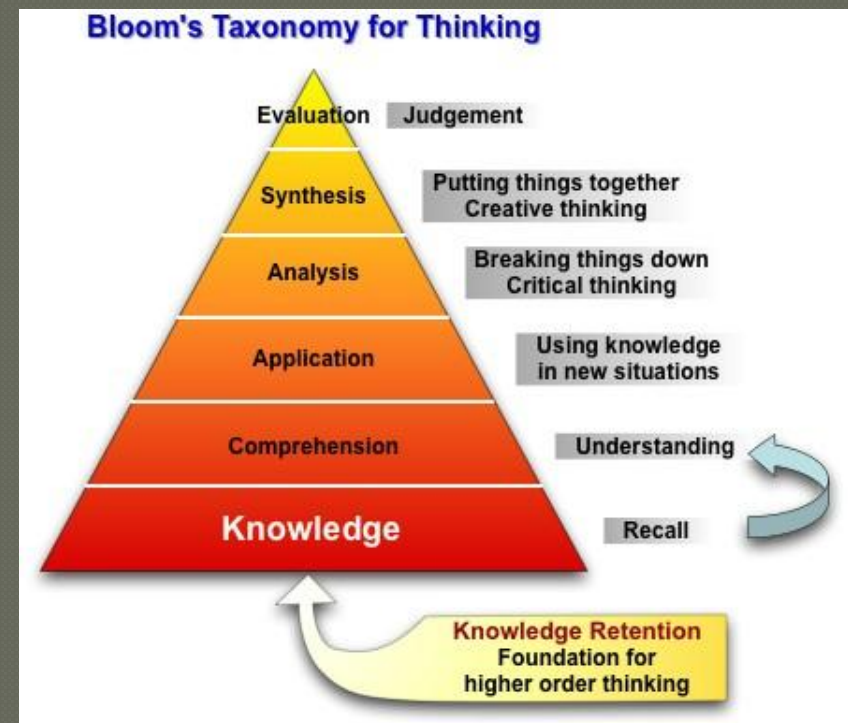 Bloom's Taxonomy for Thinking
Evaluation Judgement
Synthesis
Putting things together
Creative thinking
Analysis
Breaking things down
Critical thinking
Application
Using knowledge
in new situations
Comprehension Understanding
Knowledge Recall
Knowledge Retention
Foundation for
higher order thinking